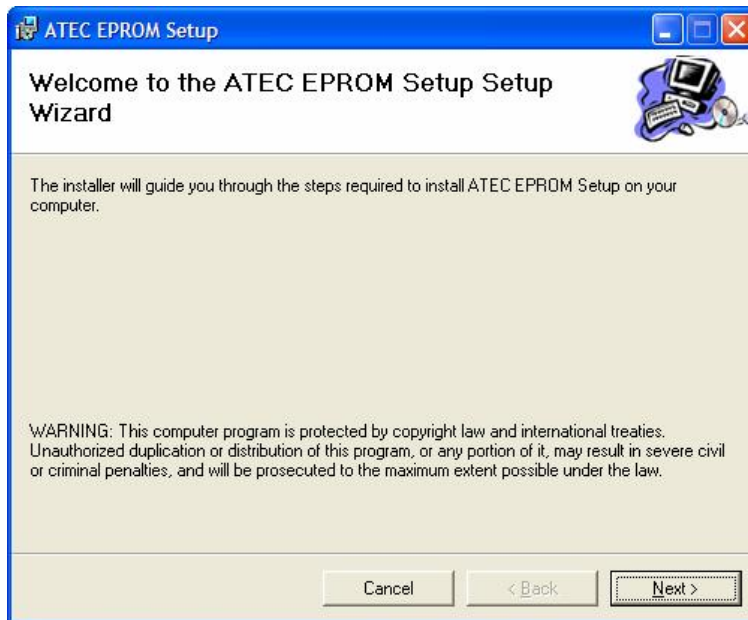 ATEC EPROM Setup
Welcome to the ATEC EPROM Setup Setup
Wizard
The installer will guide you through the steps required to install ATEC EPROM Setup on your
computer.
WARNING: This computer program is protected by copyright law and international treaties.
Unauthorized duplication or distribution of this program, or any portion of it, may result in severe civil
or criminal penalties, and will be prosecuted to the maximum extent possible under the law.
Cancel
< Back
Next >